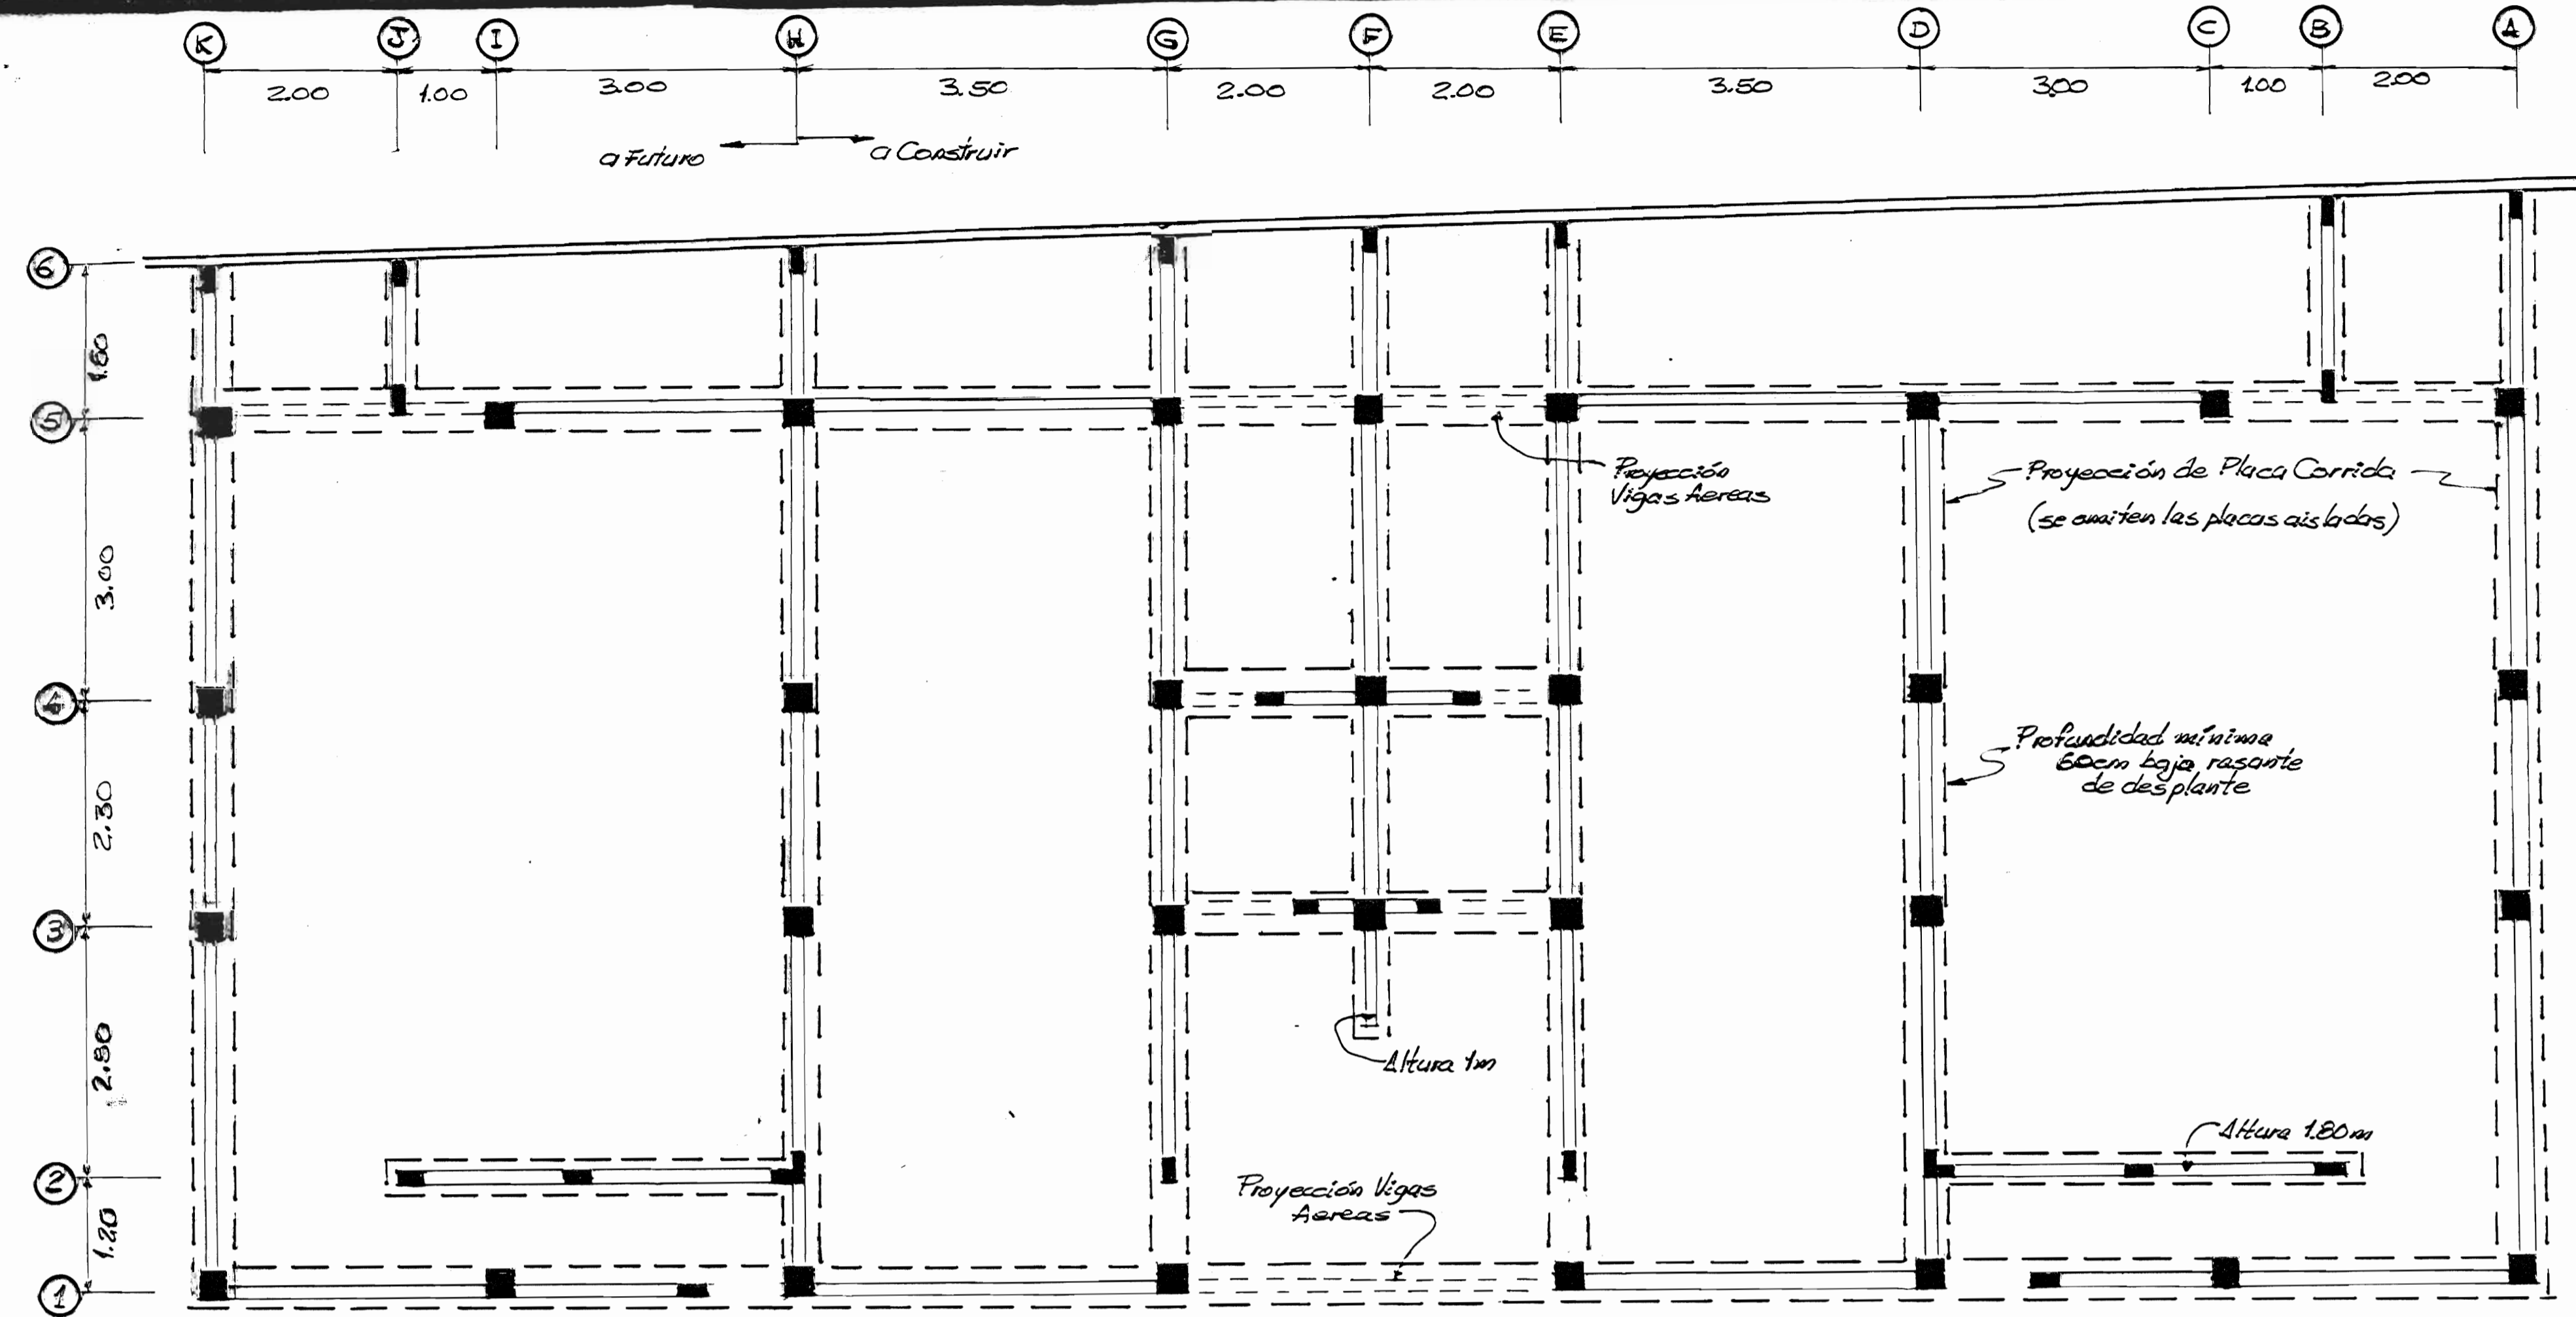 K J I H G F E D C B A
2.00 1.00 3.00 3.50 2.00 2.00 3.50 3.00 1.00 2.00
a Futuro
a Construir
6
1.60
5
Proyección
Vigas Aereas
Proyección de Placa Corrida
(se omiten las placas aisladas)
3.00
4
Profundidad mínima
60cm bajo rasante
de desplante
2.30
3
Altura 1m
2.80
Altura 1.80m
2
Proyección Vigas
Aereas
1.20
1